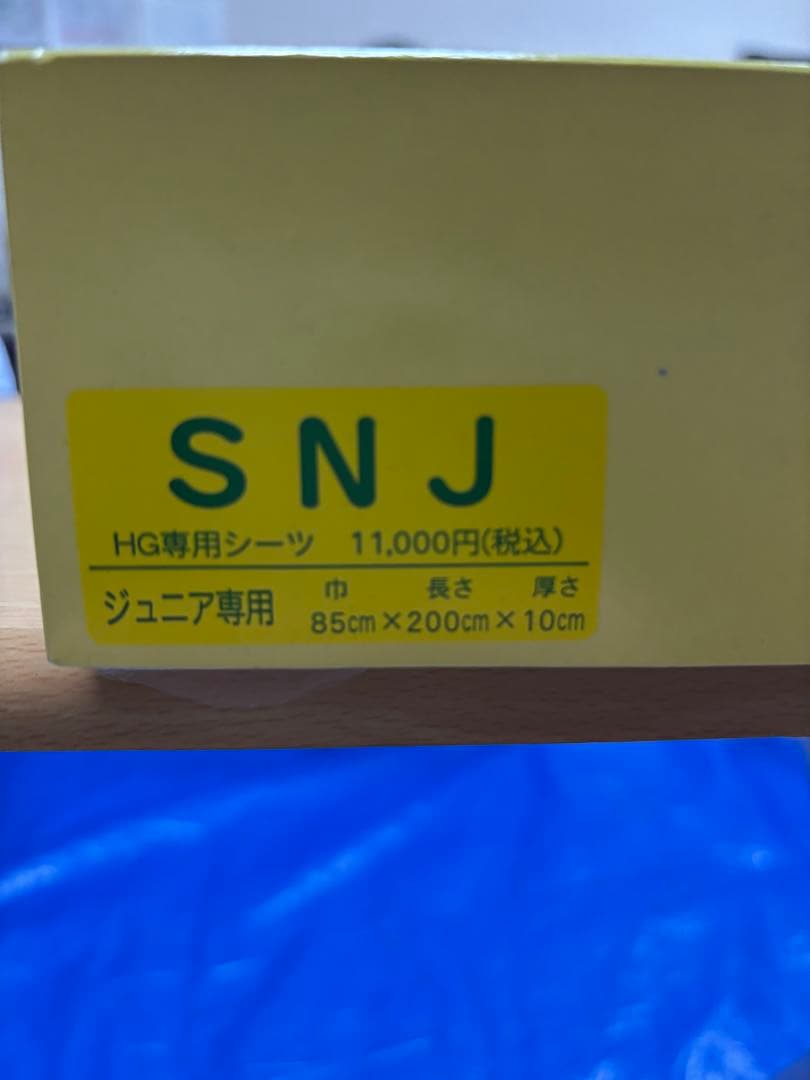 SNJ
HG専用シーツ 11,000円(税込)
ジュニア専用
巾 長さ 厚さ
85cm×200cm×10cm